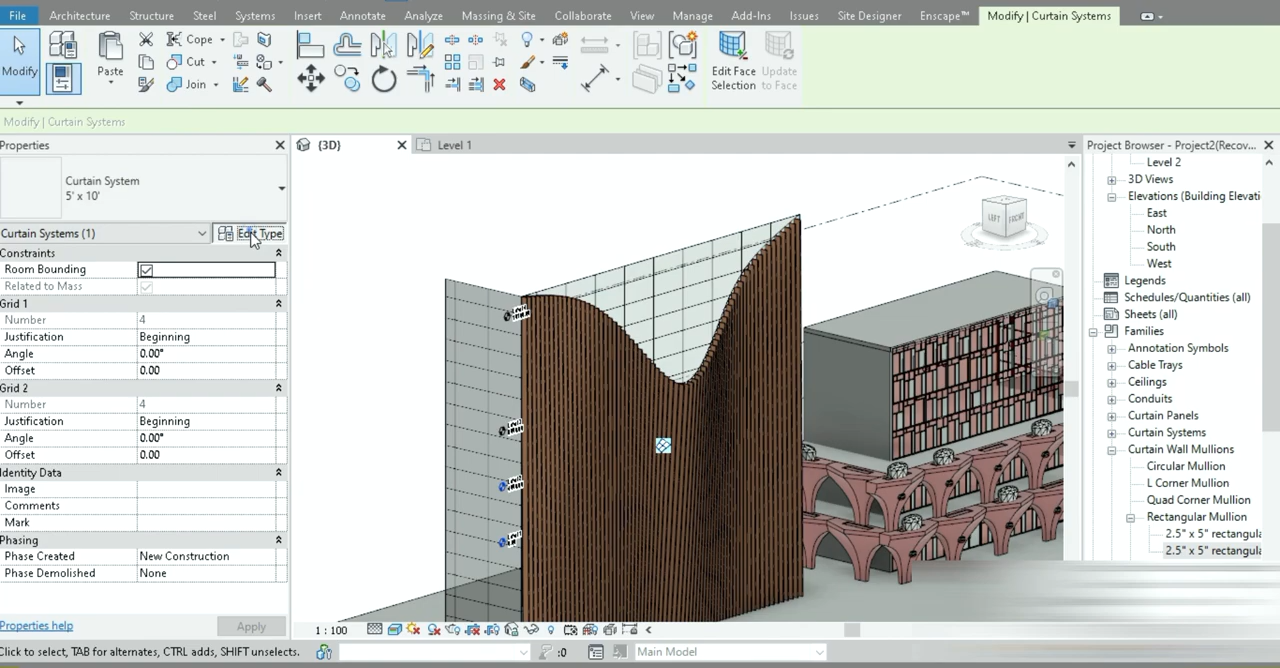 File Architecture Structure Steel Systems Insert Annotate Analyze Massing & Site Collaborate View Manage Add-Ins Issues Site Designer Enscape™ Modify | Curtain Systems
Modify Paste Cope Cut Join Edit Face Selection Update to Face
Modify | Curtain Systems
Properties
{3D} Level 1
Project Browser - Project2(Recov...
Curtain System
5' x 10'
Curtain Systems (1) Edit Type
Constraints
Room Bounding
Related to Mass
Grid 1
Number 4
Justification Beginning
Angle 0.00°
Offset 0.00
Grid 2
Number 4
Justification Beginning
Angle 0.00°
Offset 0.00
Identity Data
Image
Comments
Mark
Phasing
Phase Created New Construction
Phase Demolished None
Properties help Apply
LEFT
Level 2
3D Views
Elevations (Building Elevati
East
North
South
West
Legends
Schedules/Quantities (all)
Sheets (all)
Families
Annotation Symbols
Cable Trays
Ceilings
Conduits
Curtain Panels
Curtain Systems
Curtain Wall Mullions
Circular Mullion
L Corner Mullion
Quad Corner Mullion
Rectangular Mullion
2.5" x 5" rectangula
2.5" x 5" rectangula
1 : 100
Click to select, TAB for alternates, CTRL adds, SHIFT unselects. :0 Main Model